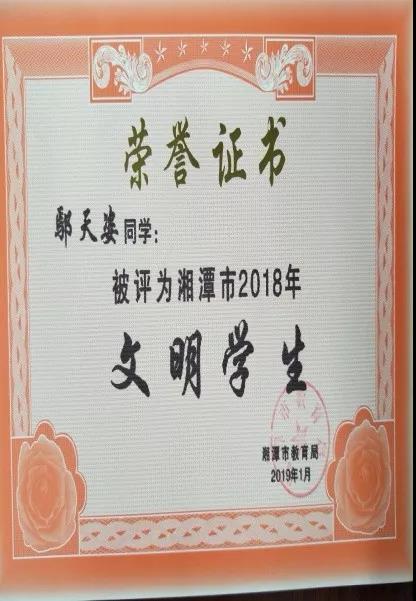 荣誉证书
鄢天姿同学：
被评为湘潭市2018年
文明学生
湘潭市教育局
2019年1月